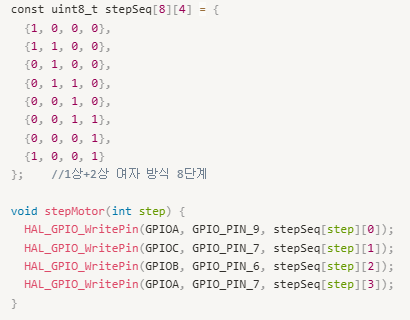 const uint8_t stepSeq[8][4] = {
{1, 0, 0, 0},
{1, 1, 0, 0},
{0, 1, 0, 0},
{0, 1, 1, 0},
{0, 0, 1, 0},
{0, 0, 1, 1},
{0, 0, 0, 1},
{1, 0, 0, 1}
}; //1상+2상 여자 방식 8단계
void stepMotor(int step) {
HAL_GPIO_WritePin(GPIOA, GPIO_PIN_9, stepSeq[step][0]);
HAL_GPIO_WritePin(GPIOC, GPIO_PIN_7, stepSeq[step][1]);
HAL_GPIO_WritePin(GPIOB, GPIO_PIN_6, stepSeq[step][2]);
HAL_GPIO_WritePin(GPIOA, GPIO_PIN_7, stepSeq[step][3]);
}